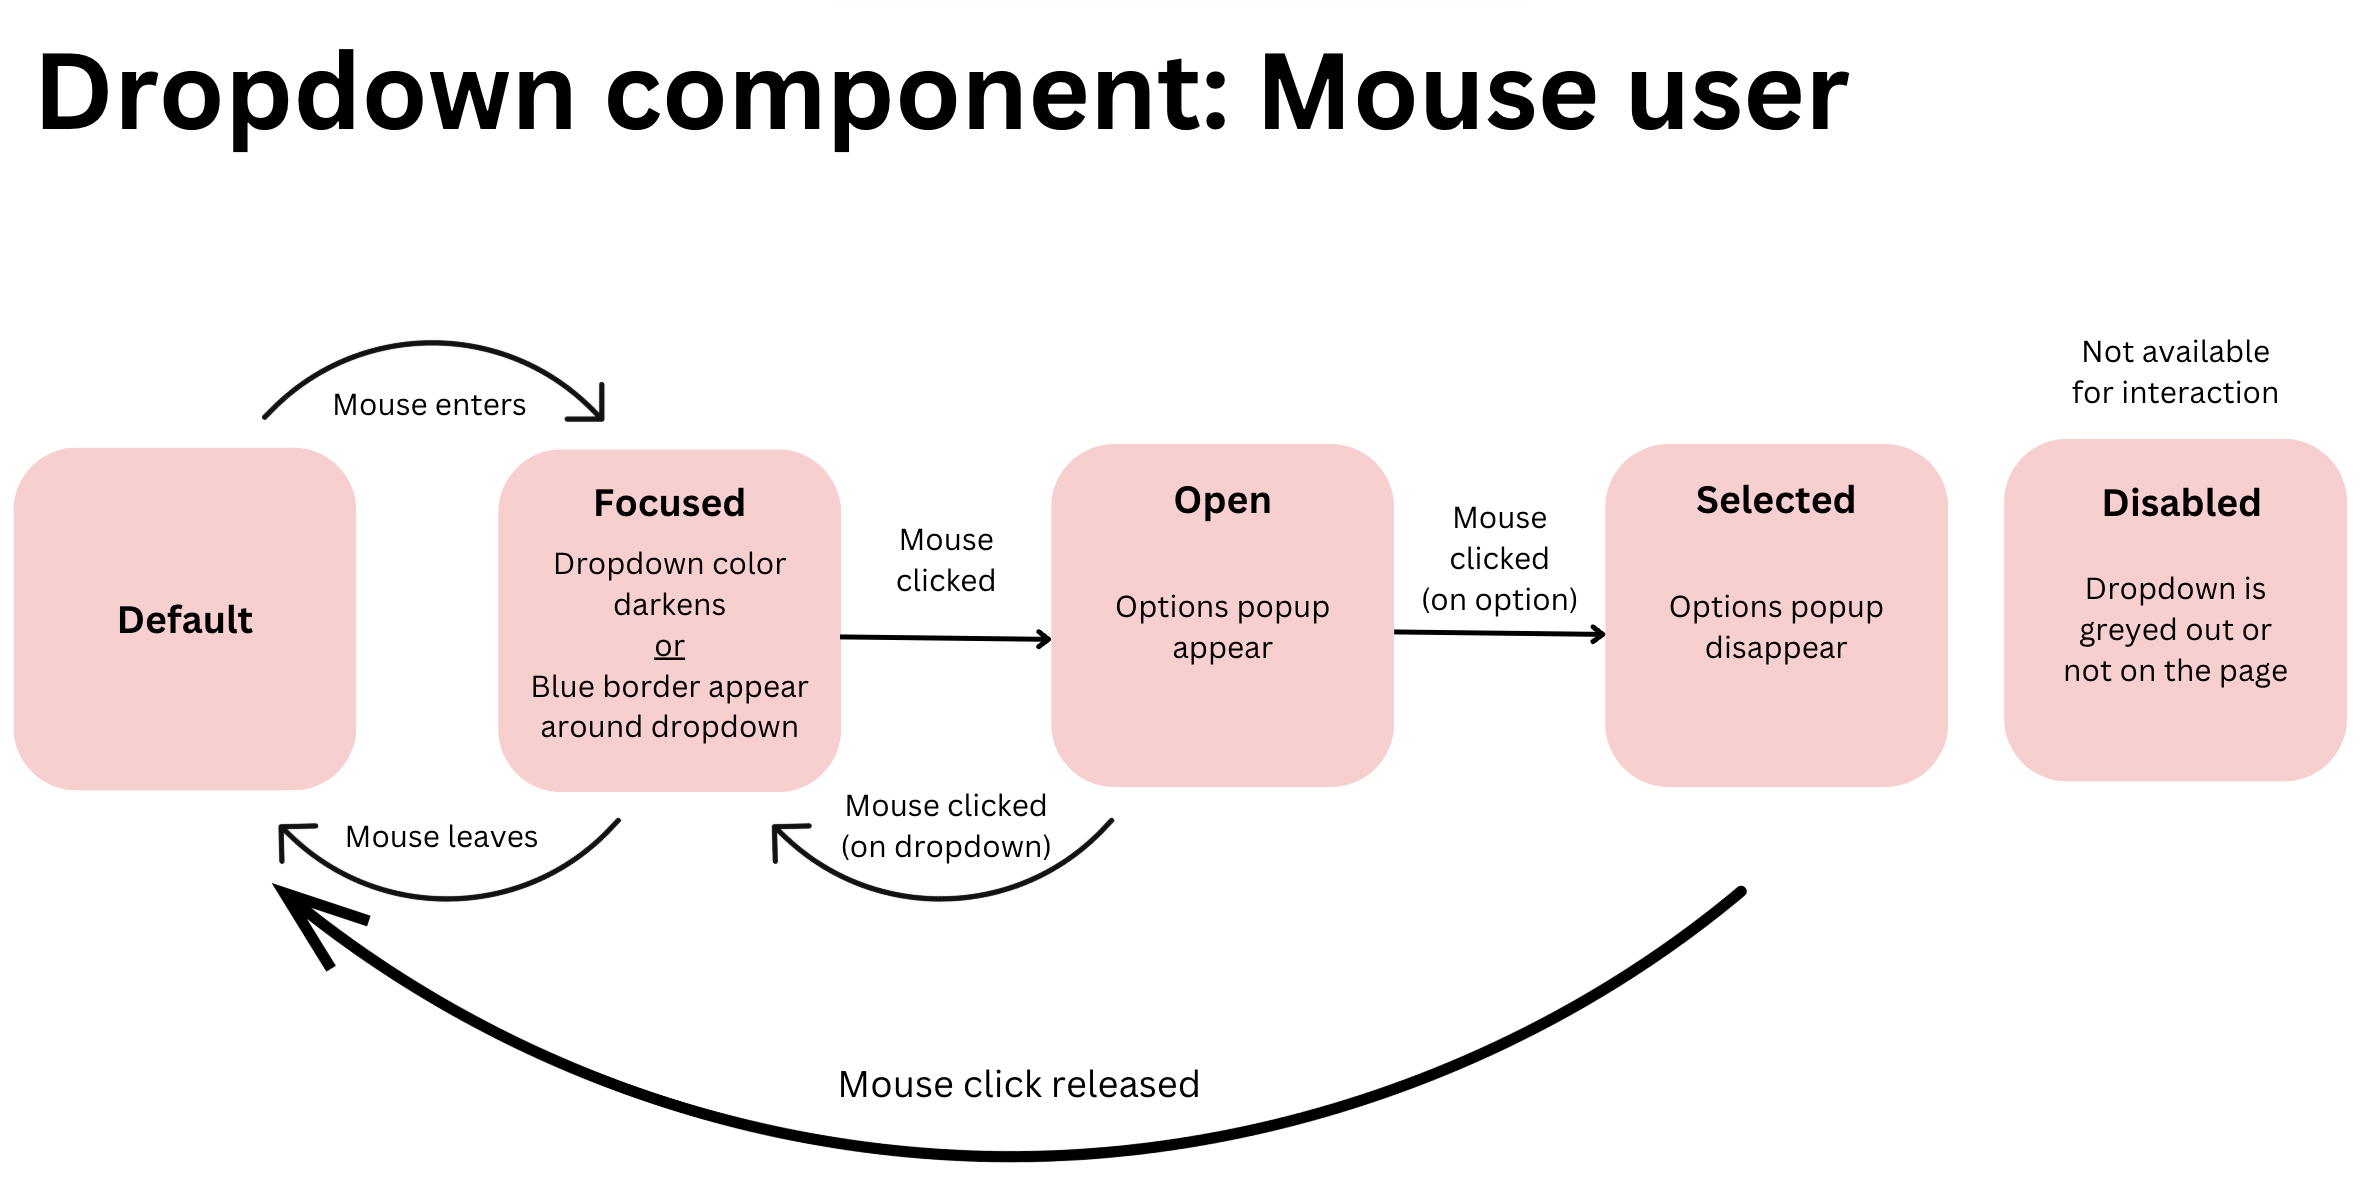 Dropdown component: Mouse user
Mouse enters
Not available
for interaction
Default
Focused
Dropdown color
darkens
or
Blue border appear
around dropdown
Mouse
clicked
Open
Options popup
appear
Mouse
clicked
(on option)
Selected
Options popup
disappear
Disabled
Dropdown is
greyed out or
not on the page
Mouse leaves
Mouse clicked
(on dropdown)
Mouse click released